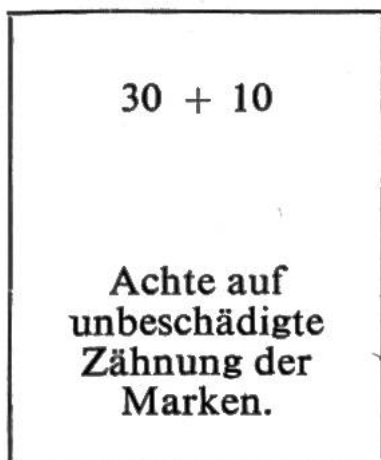 30 + 10
Achte auf
unbeschädigte
Zähnung der
Marken.